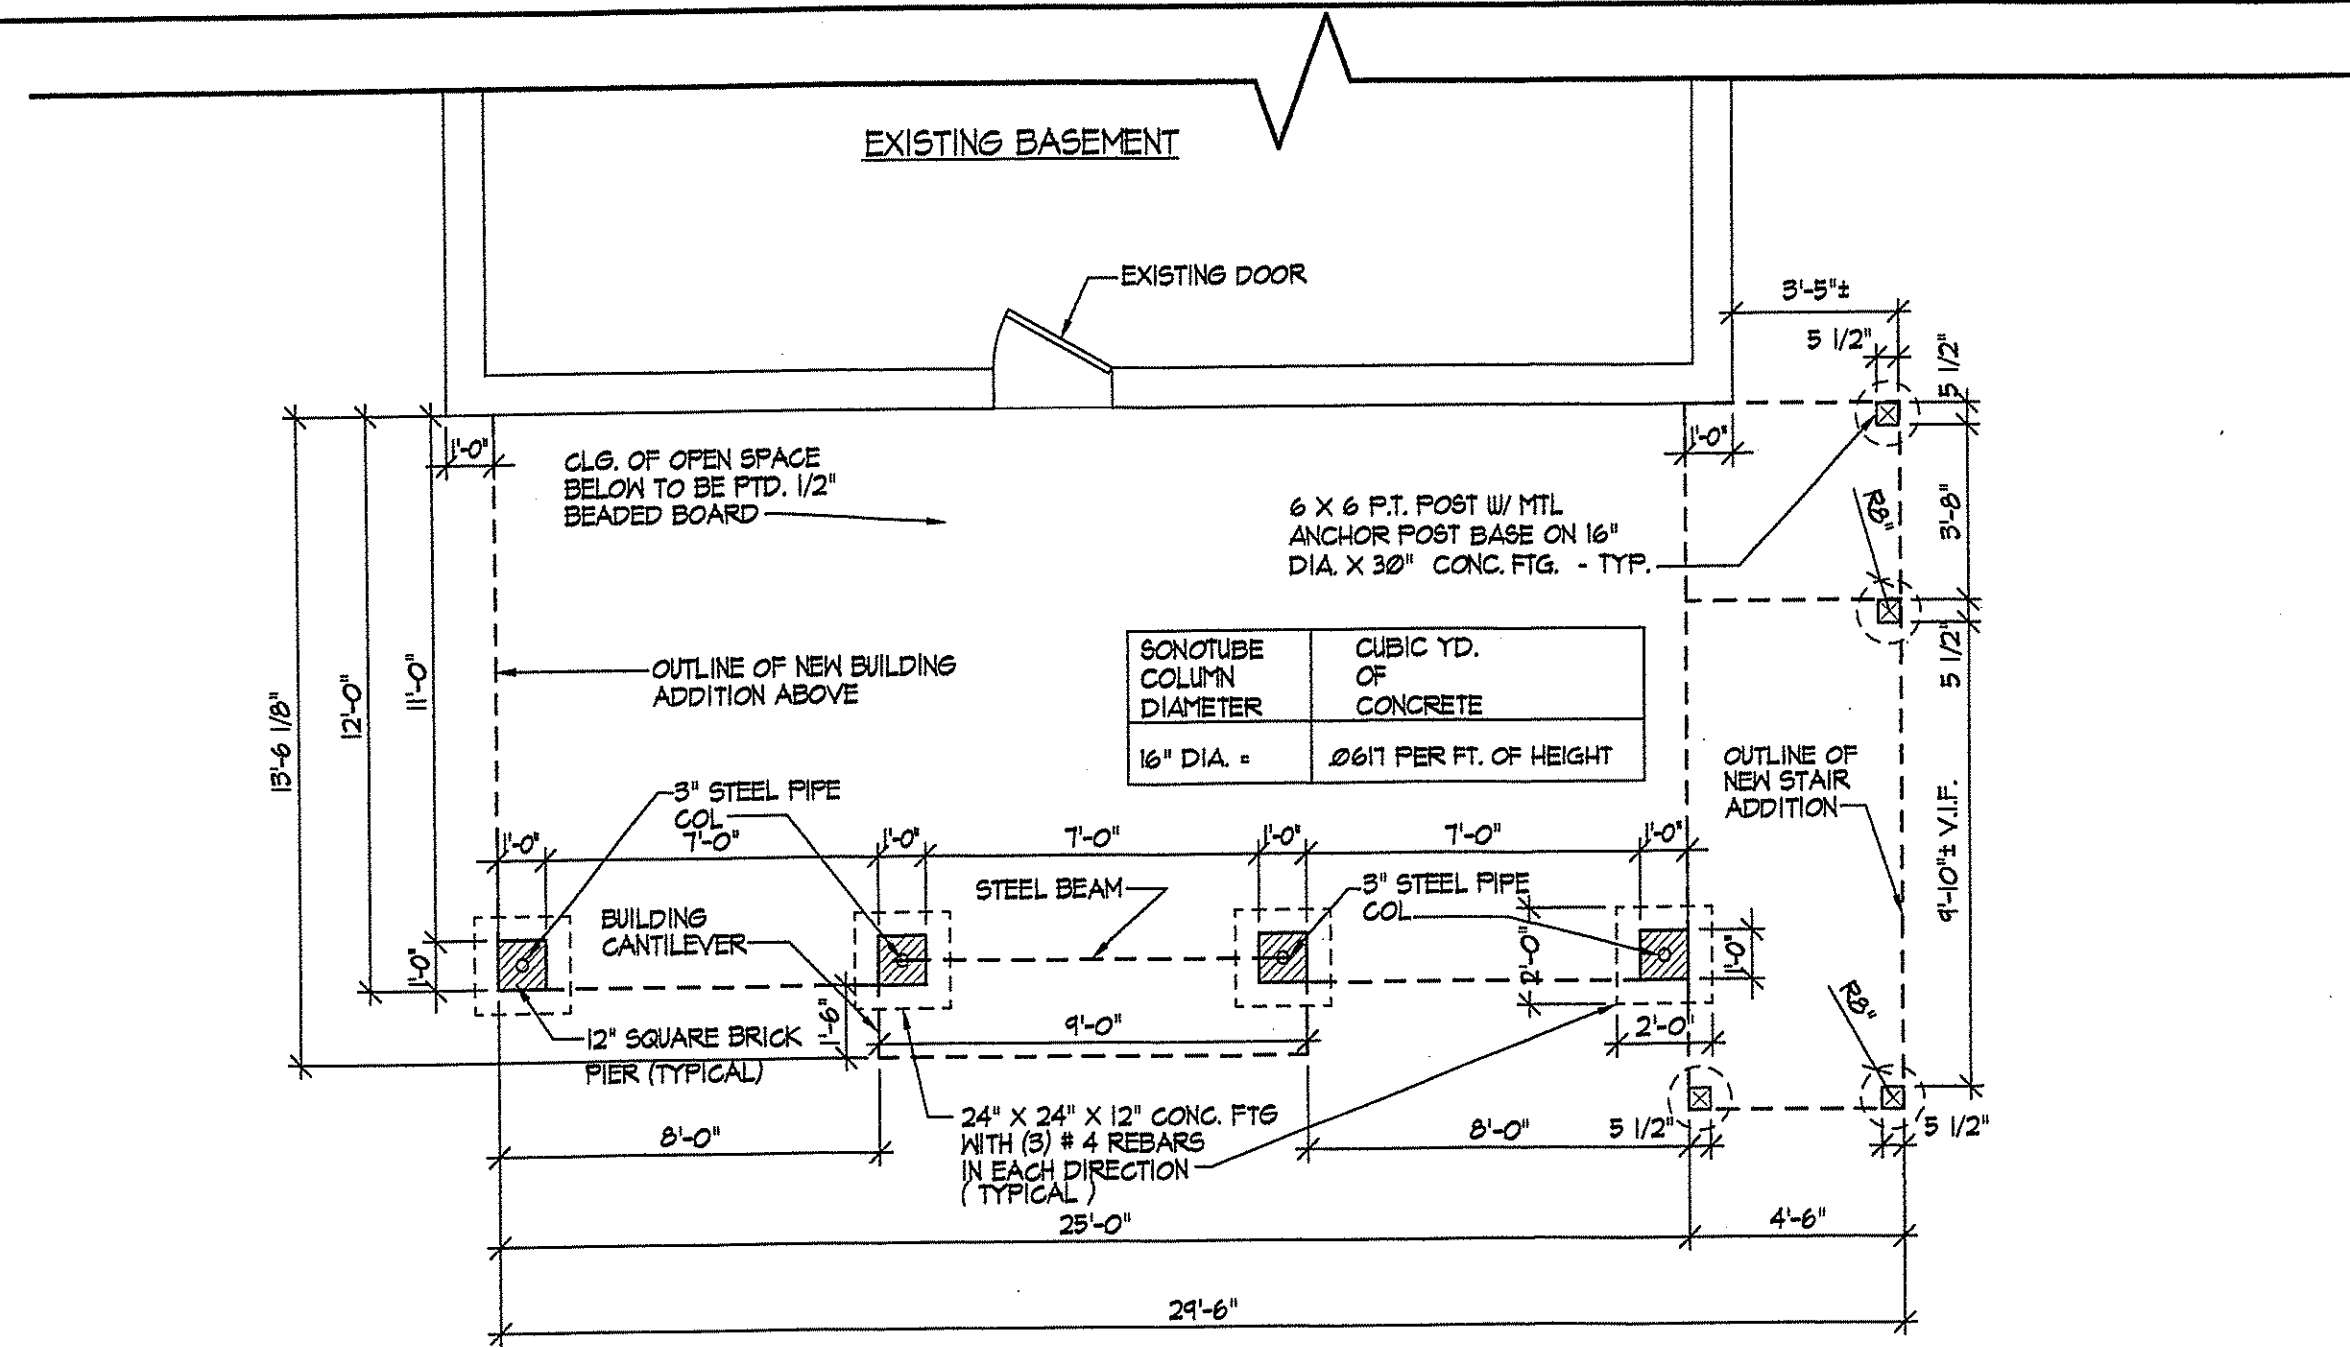 EXISTING BASEMENT
EXISTING DOOR
3'-5"±
5 1/2"
5 1/2"
1'-0"
1'-0"
CLG. OF OPEN SPACE
BELOW TO BE PTD. 1/2"
BEADED BOARD
6 X 6 P.T. POST W/ MTL
ANCHOR POST BASE ON 16"
DIA. X 30" CONC. FTG. - TYP.
R8"
3'-8"
5 1/2"
OUTLINE OF NEW BUILDING
ADDITION ABOVE
13'-6 1/8"
12'-0"
11'-0"
SONOTUBE
COLUMN
DIAMETER
CUBIC YD.
OF
CONCRETE
16" DIA. =
.0617 PER FT. OF HEIGHT
OUTLINE OF
NEW STAIR
ADDITION
9'-10"± V.I.F.
3" STEEL PIPE
COL
1'-0"
7'-0"
1'-0"
7'-0"
1'-0"
7'-0"
1'-0"
STEEL BEAM
3" STEEL PIPE
COL
BUILDING
CANTILEVER
1'-0"
2'-0"
1'-0"
1'-6"
9'-0"
2'-0"
12" SQUARE BRICK
PIER (TYPICAL)
R8"
24" X 24" X 12" CONC. FTG
WITH (3) # 4 REBARS
IN EACH DIRECTION
( TYPICAL )
8'-0"
8'-0"
5 1/2"
5 1/2"
25'-0"
4'-6"
29'-6"